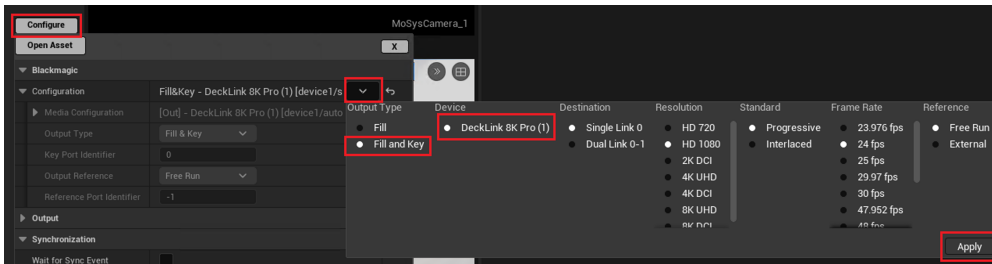 Configure
MoSysCamera_1
Open Asset
X
Blackmagic
Configuration
Fill&Key - DeckLink 8K Pro (1) [device1/s
Media Configuration
[Out] - DeckLink 8K Pro (1) [device1/auto
Output Type
Fill & Key
Key Port Identifier
0
Output Reference
Free Run
Reference Port Identifier
-1
Output
Synchronization
Wait for Sync Event
Output Type
Device
Destination
Resolution
Standard
Frame Rate
Reference
Fill
DeckLink 8K Pro (1)
Single Link 0
HD 720
Progressive
23.976 fps
Free Run
Fill and Key
Dual Link 0-1
HD 1080
Interlaced
24 fps
External
2K DCI
25 fps
4K UHD
29.97 fps
4K DCI
30 fps
8K UHD
47.952 fps
8K DCI
48 fps
Apply